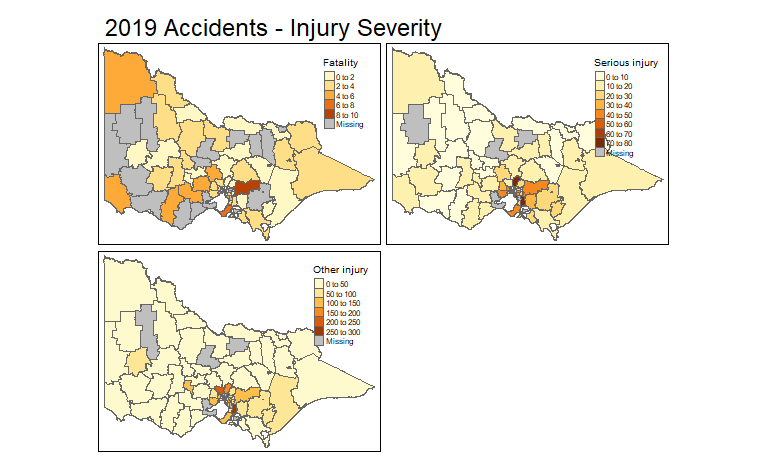 2019 Accidents - Injury Severity
Fatality
0 to 2
2 to 4
4 to 6
6 to 8
8 to 10
Missing
Serious injury
0 to 10
10 to 20
20 to 30
30 to 40
40 to 50
50 to 60
60 to 70
70 to 80
Missing
Other injury
0 to 50
50 to 100
100 to 150
150 to 200
200 to 250
250 to 300
Missing